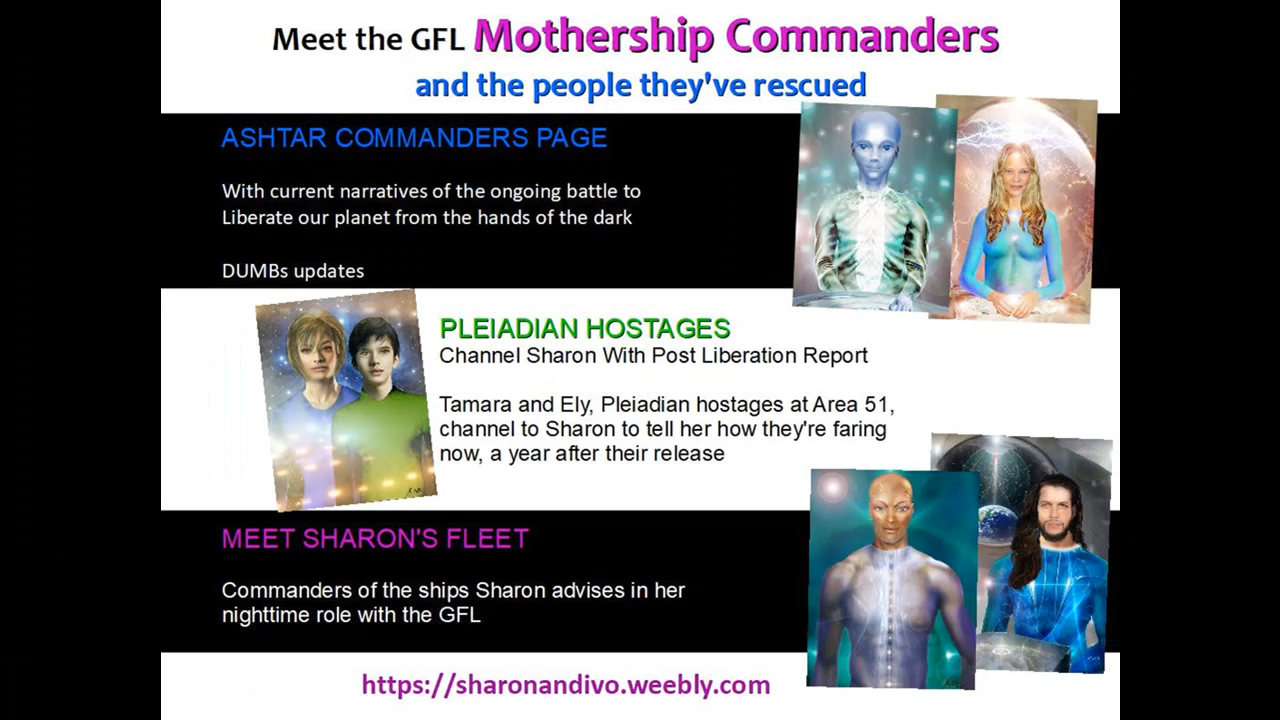 Meet the GFL Mothership Commanders
and the people they've rescued
ASHTAR COMMANDERS PAGE
With current narratives of the ongoing battle to
Liberate our planet from the hands of the dark
DUMBs updates
PLEIADIAN HOSTAGES
Channel Sharon With Post Liberation Report
Tamara and Ely, Pleiadian hostages at Area 51,
channel to Sharon to tell her how they're faring
now, a year after their release
MEET SHARON'S FLEET
Commanders of the ships Sharon advises in her
nighttime role with the GFL
https://sharonandivo.weebly.com